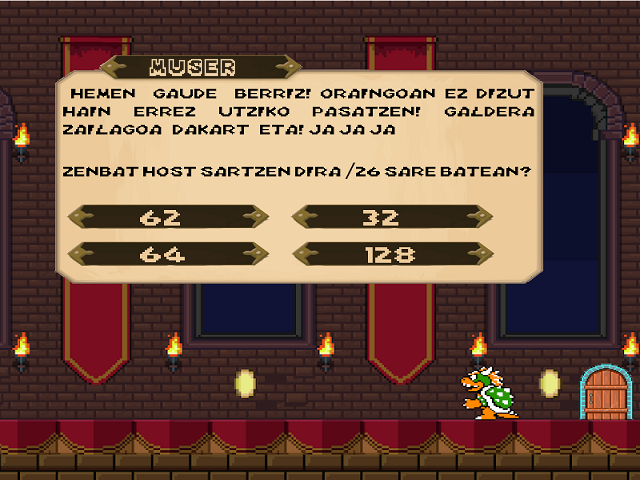 MUSER
HEMEN GAUDE BERRIZ! ORAINGOAN EZ DIZUT
HAIN ERREZ UTZIKO PASATZEN! GALDERA
ZAILAGOA DAKART ETA! JA JA JA
ZENBAT HOST SARTZEN DIRA /26 SARE BATEAN?
62 32
64 128